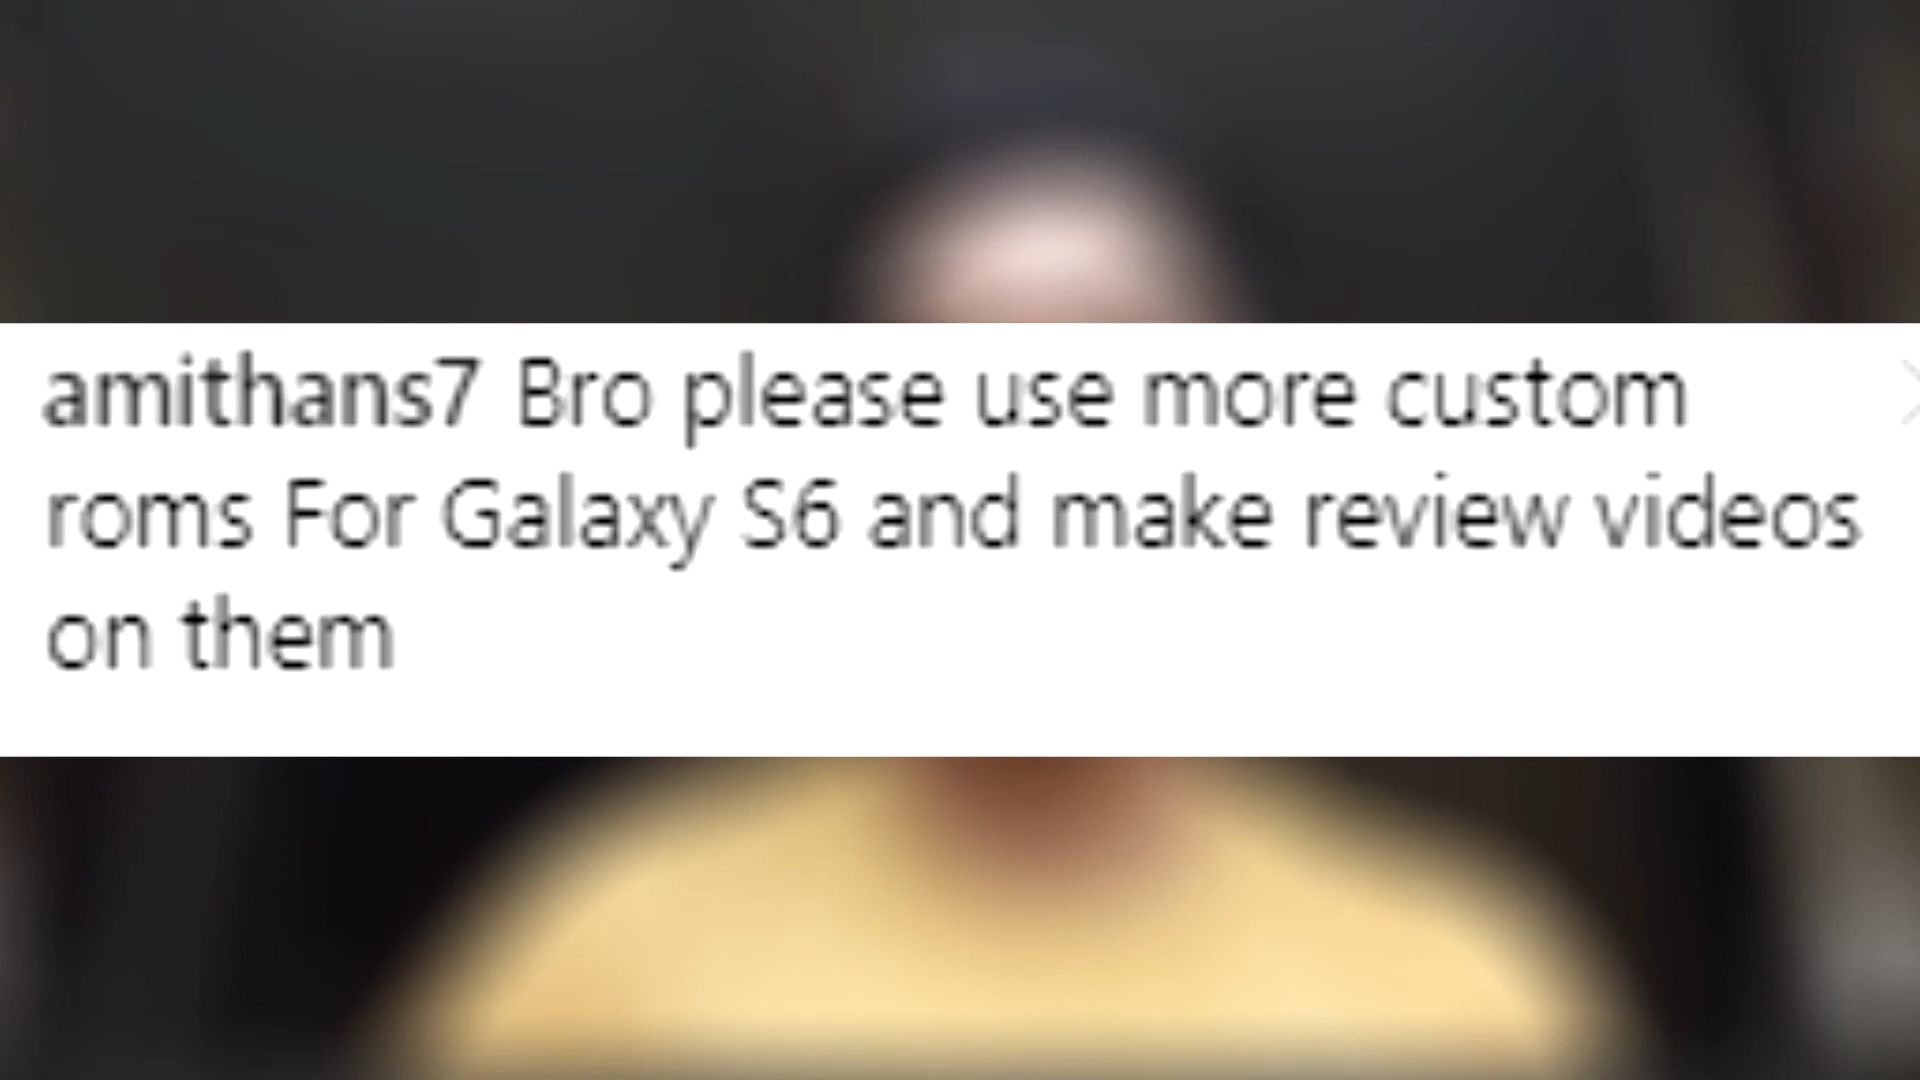 amithans7 Bro please use more custom
roms For Galaxy S6 and make review videos
on them